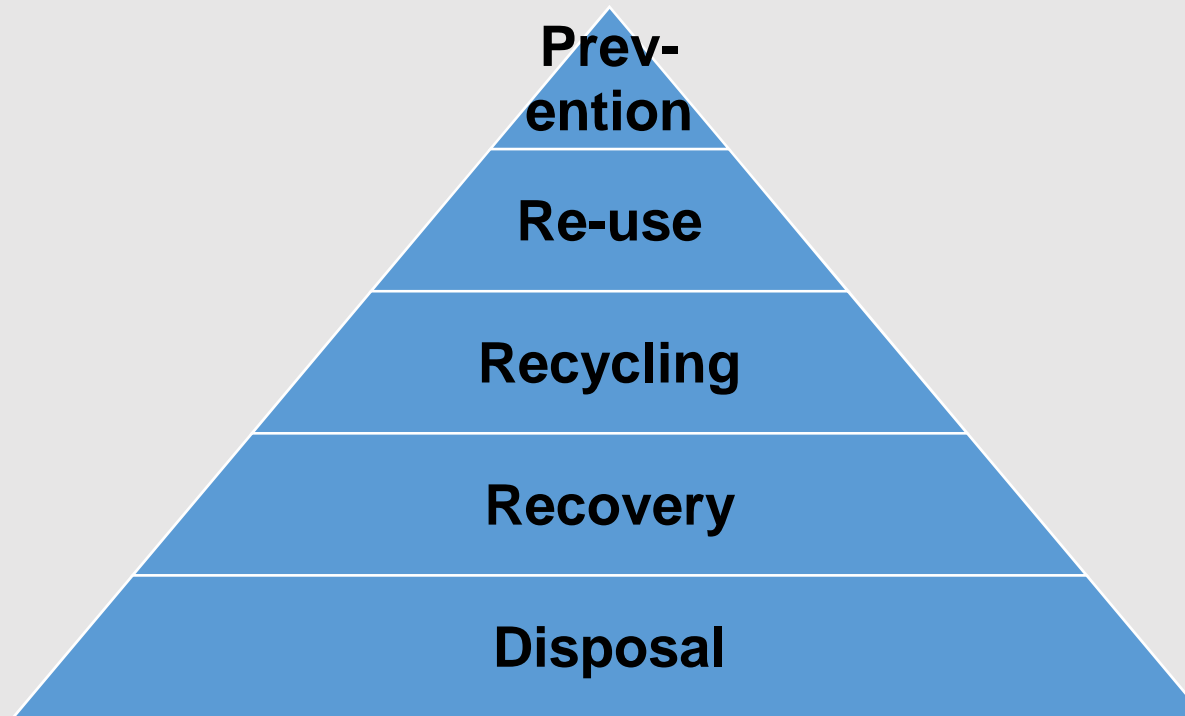 Prev-
ention
Re-use
Recycling
Recovery
Disposal